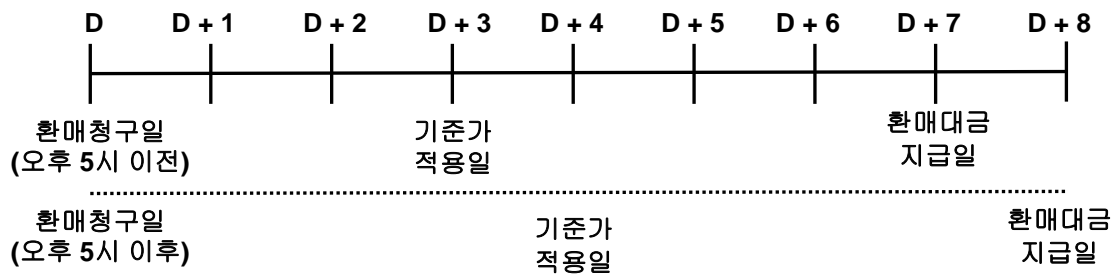 D D + 1 D + 2 D + 3 D + 4 D + 5 D + 6 D + 7 D + 8
환매청구일
(오후 5시 이전)
기준가
적용일
환매대금
지급일
환매청구일
(오후 5시 이후)
기준가
적용일
환매대금
지급일